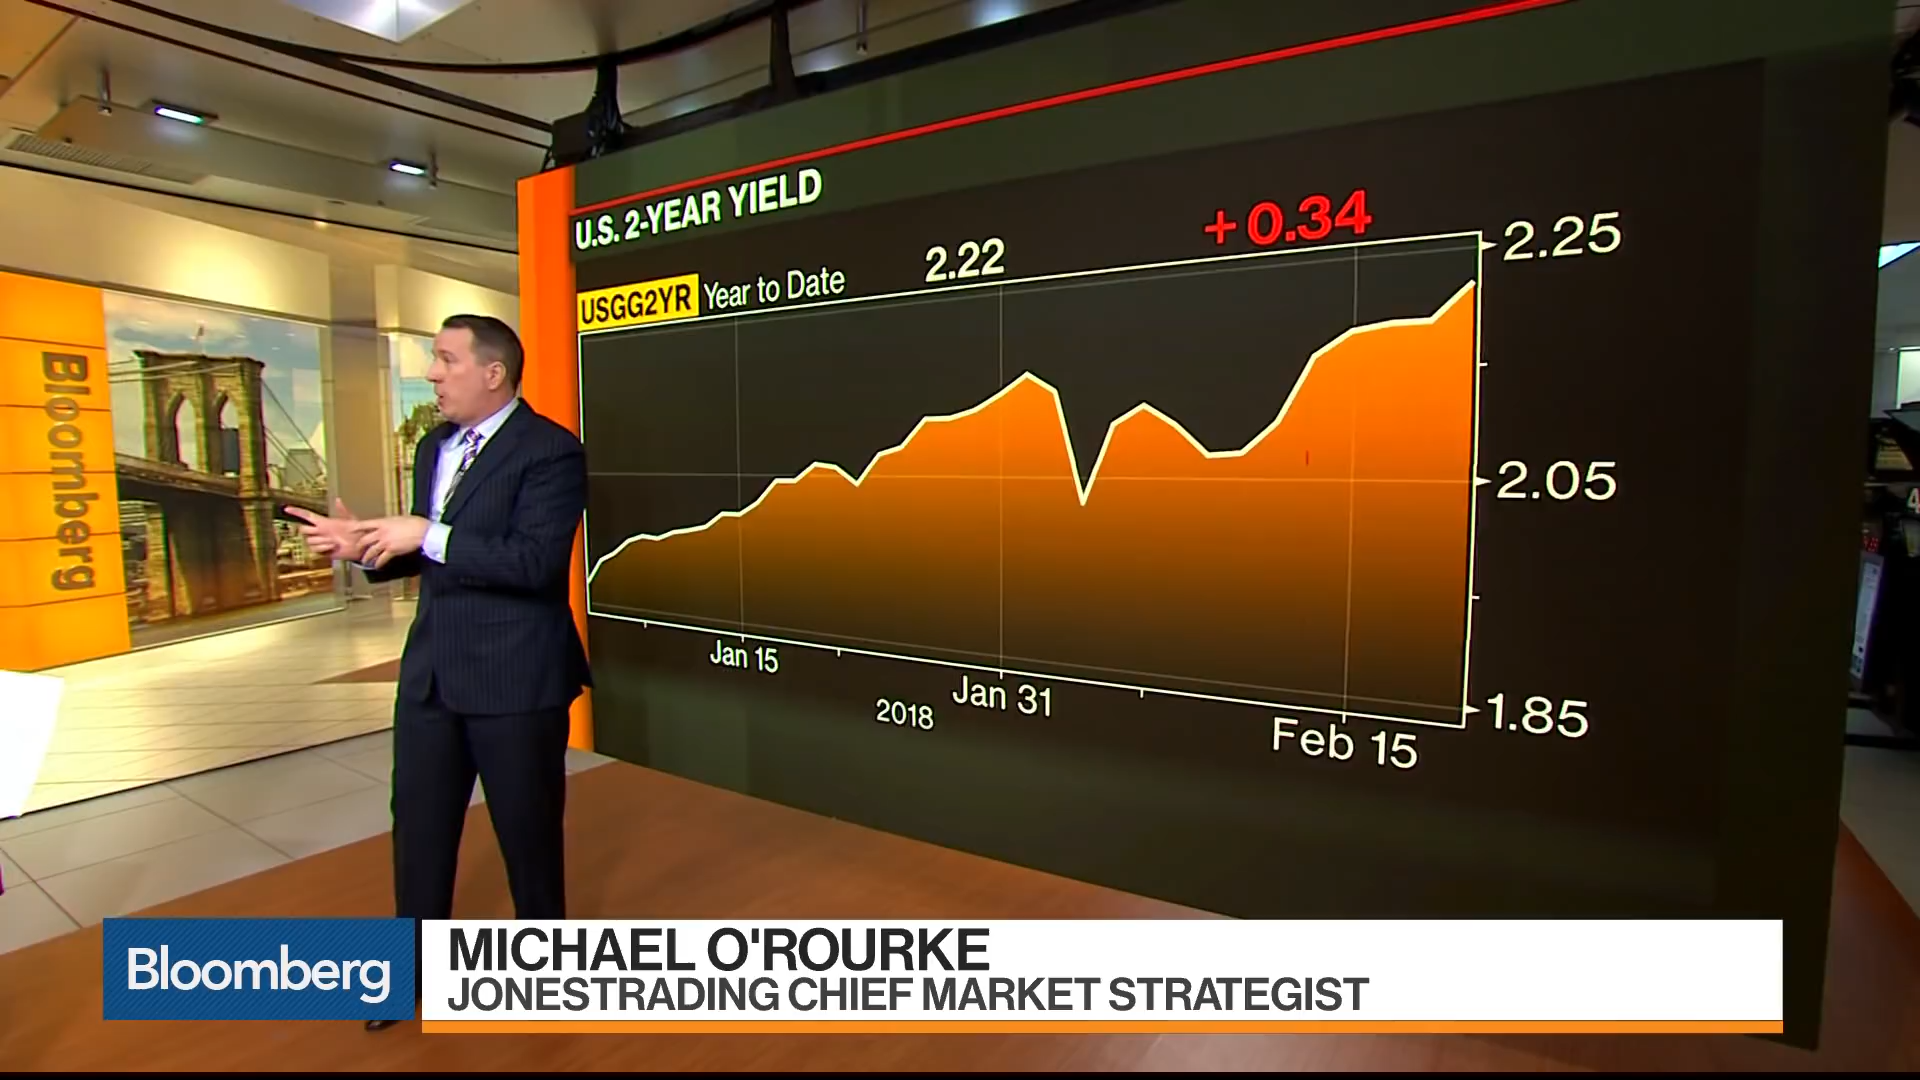 U.S. 2-YEAR YIELD
+0.34
2.22
2.25
USGG2YR Year to Date
2.05
1.85
Jan 15
Jan 31
Feb 15
2018
Bloomberg
4
Bloomberg
MICHAEL O'ROURKE
JONESTRADING CHIEF MARKET STRATEGIST